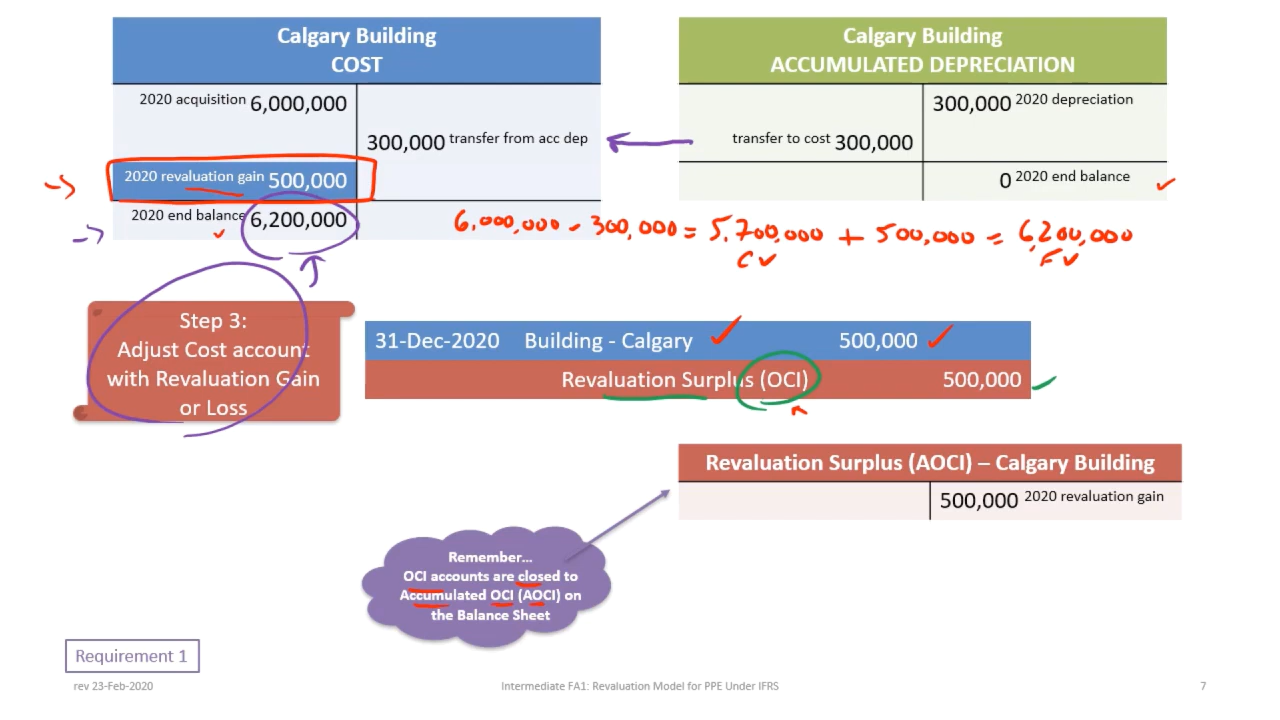 Calgary Building
COST
2020 acquisition 6,000,000
300,000 transfer from acc dep
2020 revaluation gain 500,000
2020 end balance 6,200,000
Calgary Building
ACCUMULATED DEPRECIATION
300,000 2020 depreciation
transfer to cost 300,000
0 2020 end balance
6,000,000 - 300,000 = 5,700,000 + 500,000 = 6,200,000
CV FV
Step 3:
Adjust Cost account
with Revaluation Gain
or Loss
31-Dec-2020 Building - Calgary 500,000
Revaluation Surplus (OCI) 500,000
Revaluation Surplus (AOCI) – Calgary Building
500,000 2020 revaluation gain
Remember...
OCI accounts are closed to
Accumulated OCI (AOCI) on
the Balance Sheet
Requirement 1
rev 23-Feb-2020 Intermediate FA1: Revaluation Model for PPE Under IFRS 7